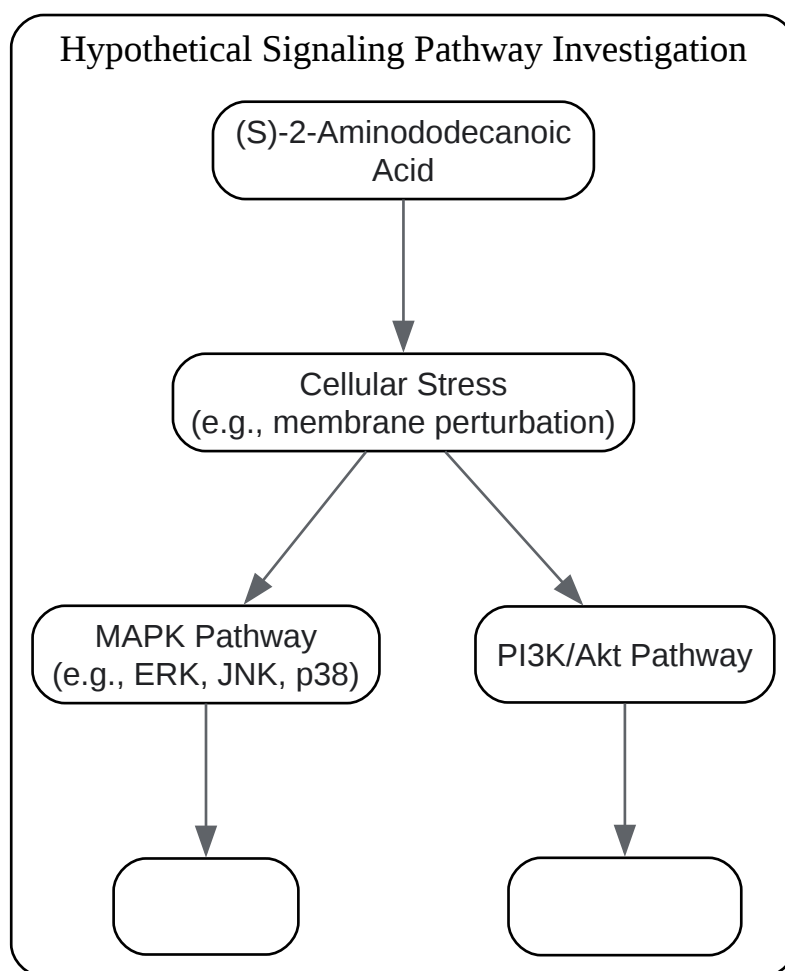 Hypothetical Signaling Pathway Investigation
(S)-2-Aminododecanoic
Acid
Cellular Stress
(e.g., membrane perturbation)
MAPK Pathway
(e.g., ERK, JNK, p38)
PI3K/Akt Pathway